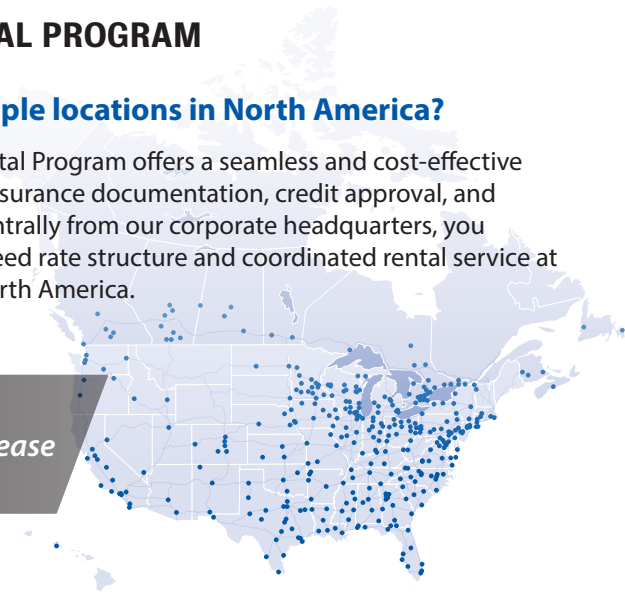 AL PROGRAM
ple locations in North America?
tal Program offers a seamless and cost-effective
surance documentation, credit approval, and
ntrally from our corporate headquarters, you
eed rate structure and coordinated rental service at
rth America.
ease